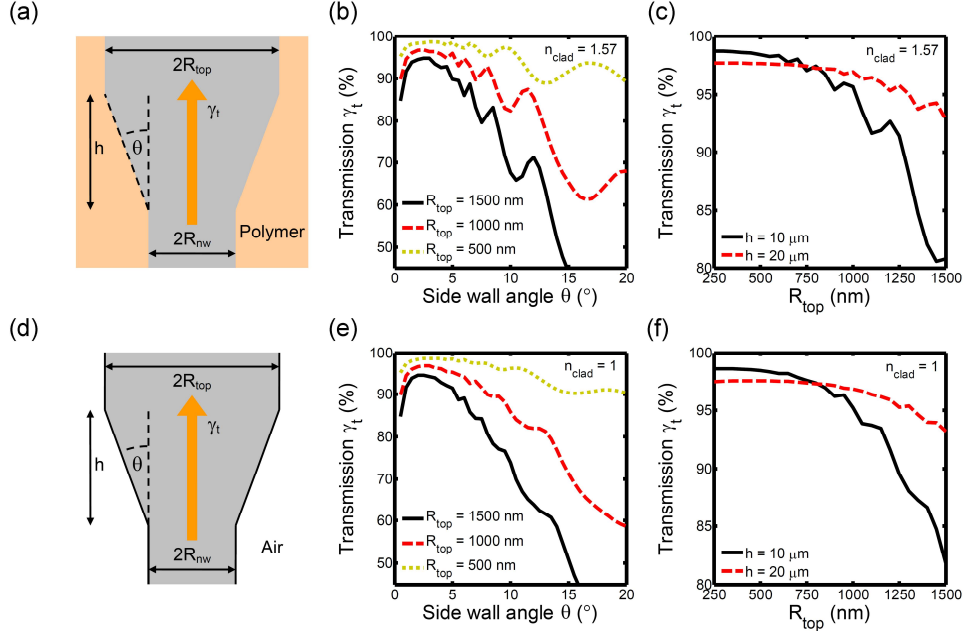 (a)
2R_top
γ_t
h
θ
2R_nw
Polymer
(b)
Transmission γ_t (%)
100
90
80
70
60
50
n_clad = 1.57
R_top = 1500 nm
R_top = 1000 nm
R_top = 500 nm
0 5 10 15 20
Side wall angle θ (°)
(c)
Transmission γ_t (%)
100
95
90
85
80
n_clad = 1.57
h = 10 μm
h = 20 μm
250 500 750 1000 1250 1500
R_top (nm)
(d)
2R_top
γ_t
h
θ
2R_nw
Air
(e)
Transmission γ_t (%)
100
90
80
70
60
50
n_clad = 1
R_top = 1500 nm
R_top = 1000 nm
R_top = 500 nm
0 5 10 15 20
Side wall angle θ (°)
(f)
Transmission γ_t (%)
100
95
90
85
80
n_clad = 1
h = 10 μm
h = 20 μm
250 500 750 1000 1250 1500
R_top (nm)